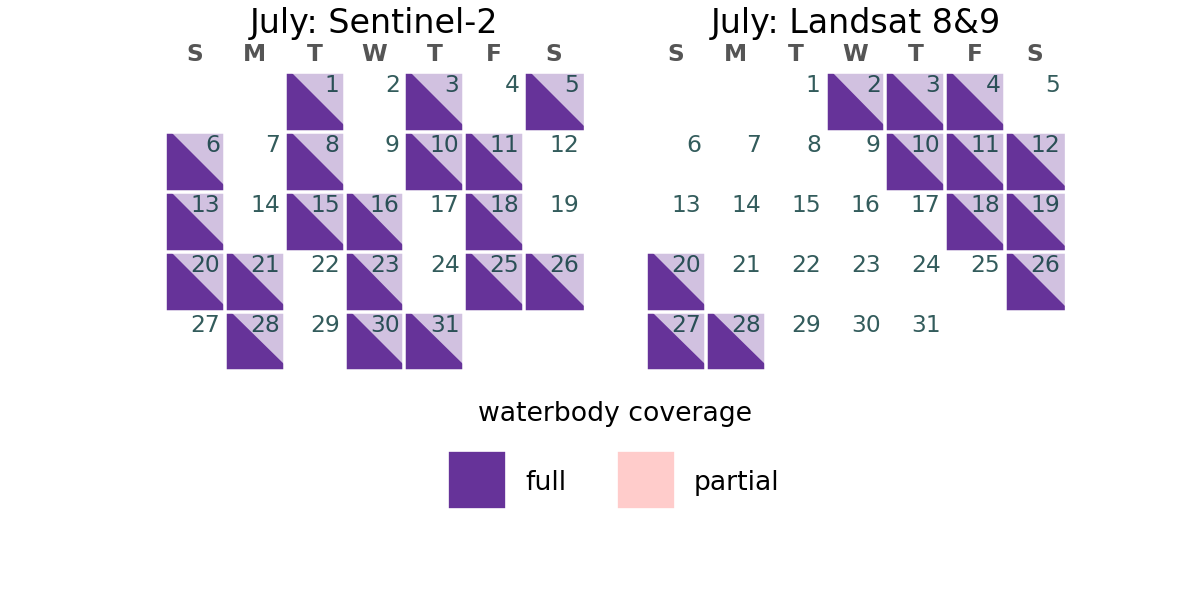 July: Sentinel-2
S M T W T F S
1 2 3 4 5
6 7 8 9 10 11 12
13 14 15 16 17 18 19
20 21 22 23 24 25 26
27 28 29 30 31
July: Landsat 8&9
S M T W T F S
1 2 3 4 5
6 7 8 9 10 11 12
13 14 15 16 17 18 19
20 21 22 23 24 25 26
27 28 29 30 31
waterbody coverage
full partial